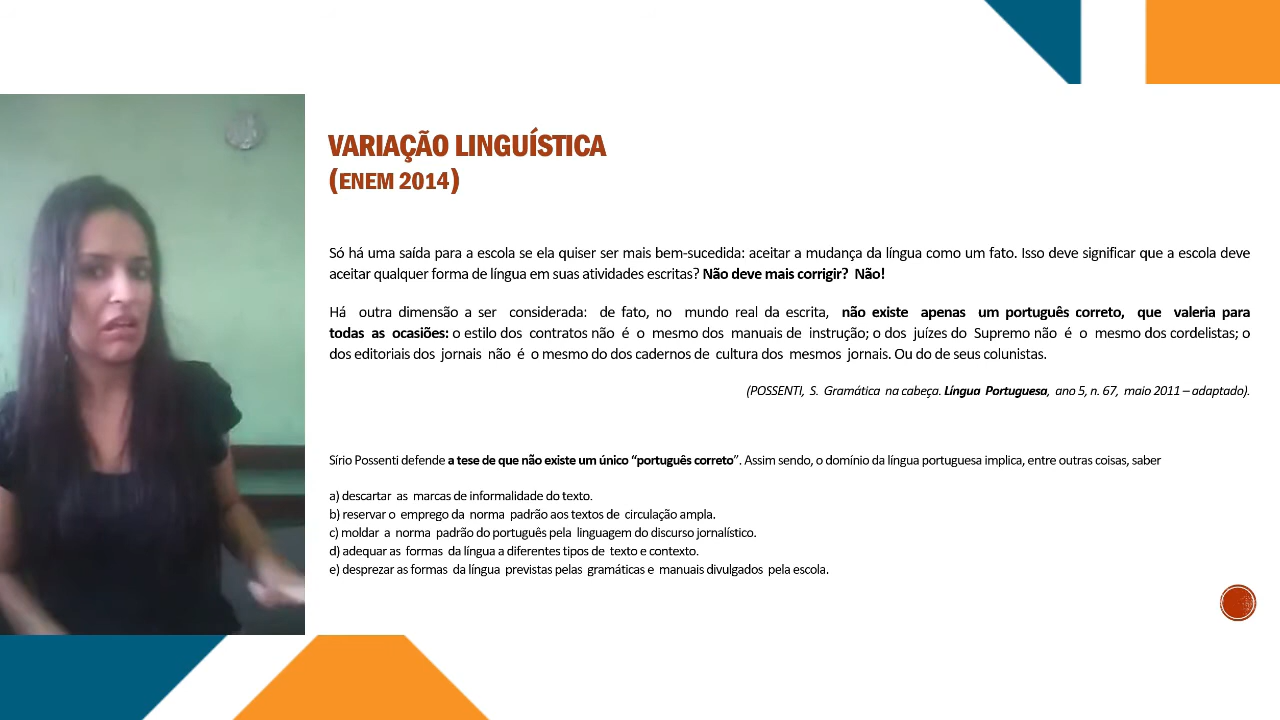 VARIAÇÃO LINGUÍSTICA
(ENEM 2014)
Só há uma saída para a escola se ela quiser ser mais bem-sucedida: aceitar a mudança da língua como um fato. Isso deve significar que a escola deve
aceitar qualquer forma de língua em suas atividades escritas? Não deve mais corrigir? Não!
Há outra dimensão a ser considerada: de fato, no mundo real da escrita, não existe apenas um português correto, que valeria para
todas as ocasiões: o estilo dos contratos não é o mesmo dos manuais de instrução; o dos juízes do Supremo não é o mesmo dos cordelistas; o
dos editoriais dos jornais não é o mesmo do dos cadernos de cultura dos mesmos jornais. Ou do de seus colunistas.
(POSSENTI, S. Gramática na cabeça. Língua Portuguesa, ano 5, n. 67, maio 2011 – adaptado).
Sírio Possenti defende a tese de que não existe um único “português correto”. Assim sendo, o domínio da língua portuguesa implica, entre outras coisas, saber
a) descartar as marcas de informalidade do texto.
b) reservar o emprego da norma padrão aos textos de circulação ampla.
c) moldar a norma padrão do português pela linguagem do discurso jornalístico.
d) adequar as formas da língua a diferentes tipos de texto e contexto.
e) desprezar as formas da língua previstas pelas gramáticas e manuais divulgados pela escola.